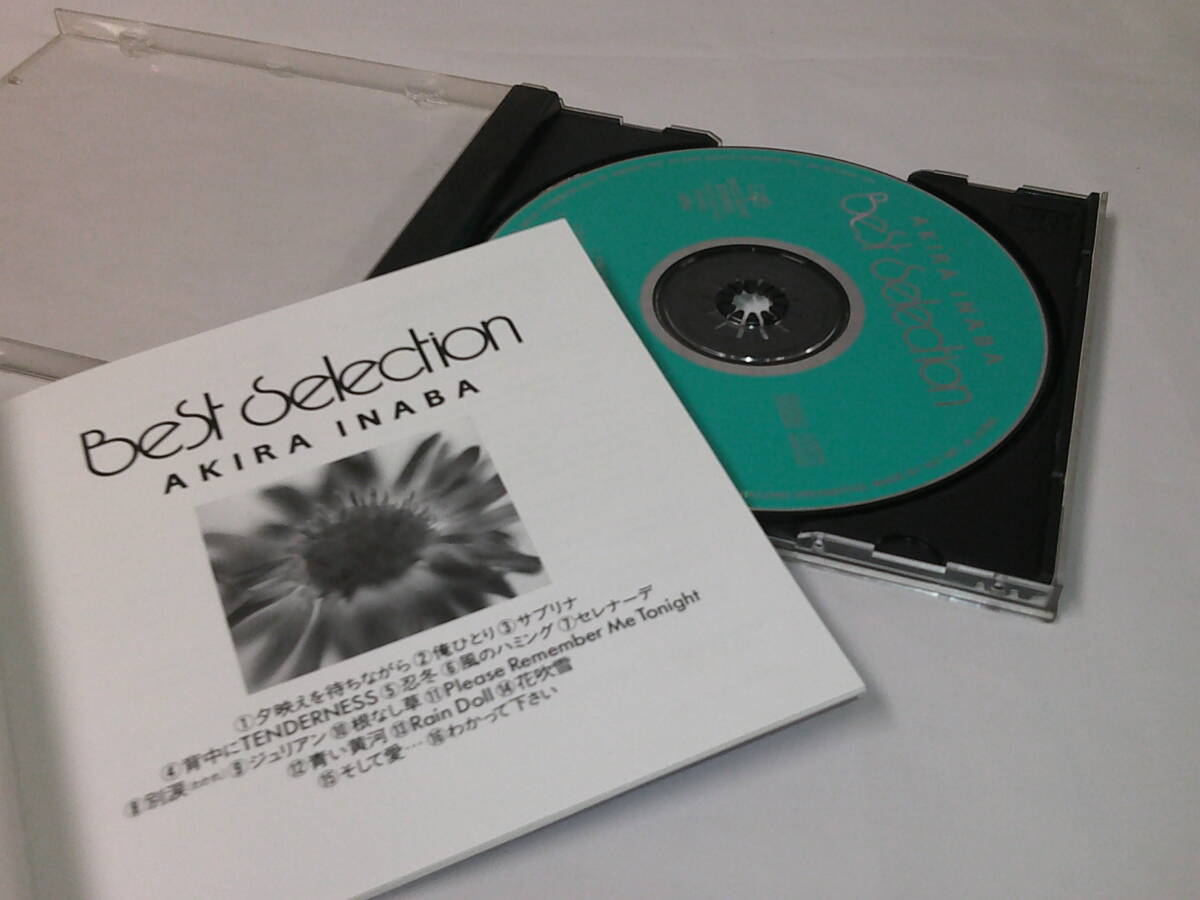 Best Selection
AKIRA INABA
①夕映えを待ちながら ②俺ひとり ③サブリナ
④背中にTENDERNESS ⑤忍冬 ⑥風のハミング ⑦セレナーデ
⑧別涙 ⑨ジュリアン ⑩根なし草 ⑪Please Remember Me Tonight
⑫青い黄河 ⑬Rain Doll ⑭花吹雪
⑮そして愛… ⑯わかって下さい
AKIRA INABA
Best Selection